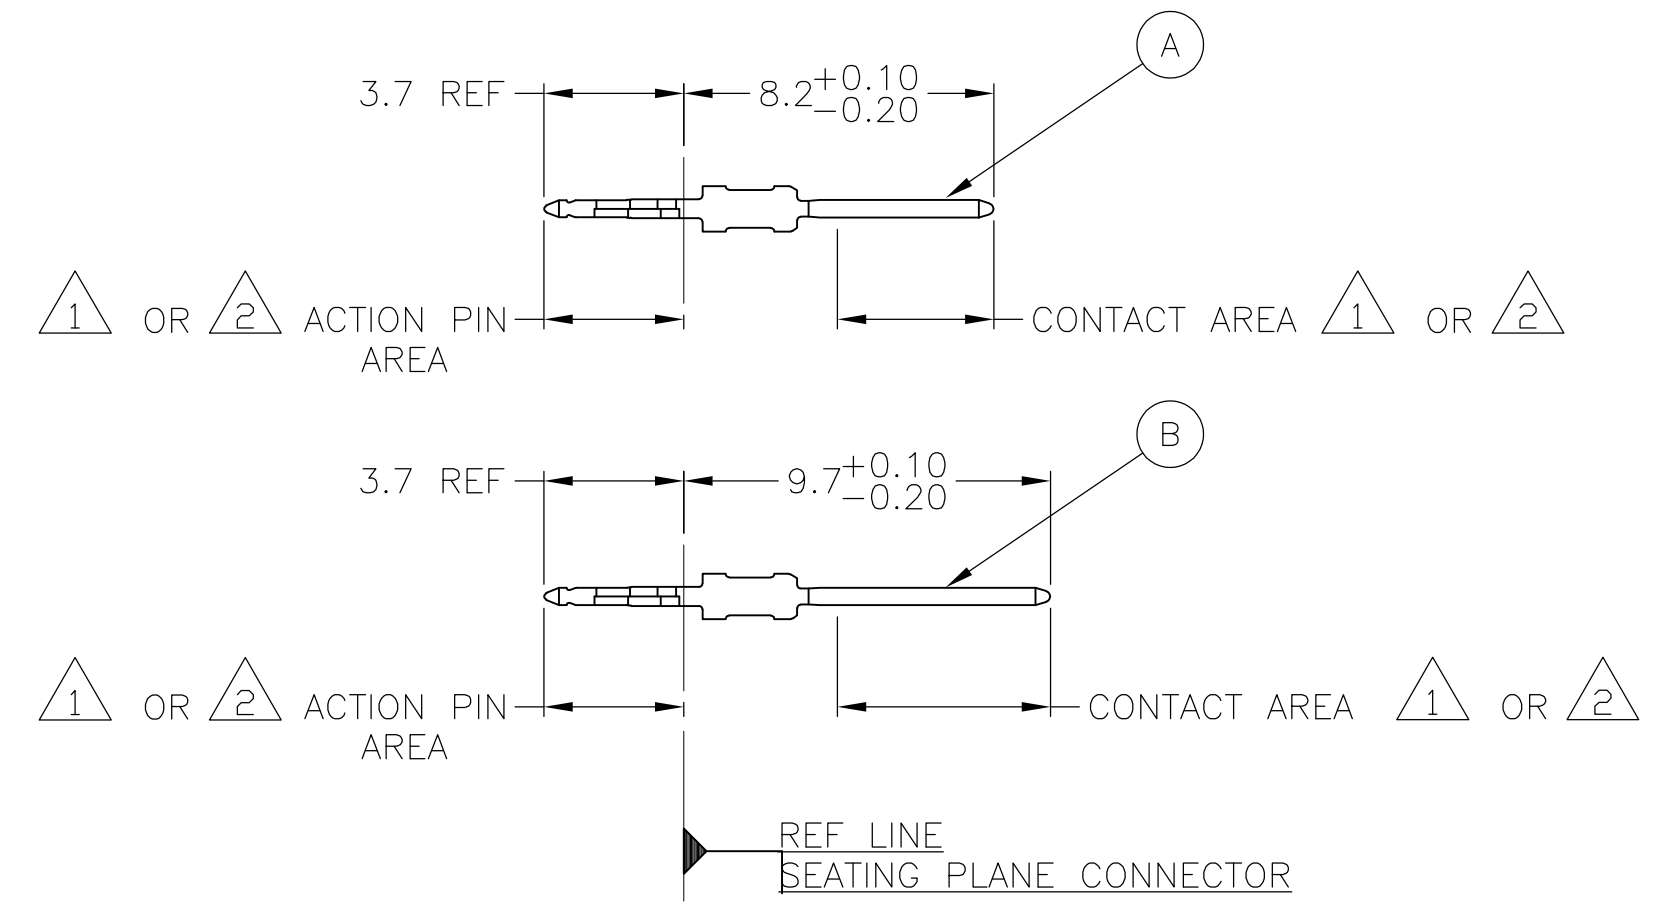 A
3.7 REF 8.2 +0.10 -0.20
1 OR 2 ACTION PIN AREA CONTACT AREA 1 OR 2
B
3.7 REF 9.7 +0.10 -0.20
1 OR 2 ACTION PIN AREA CONTACT AREA 1 OR 2
REF LINE
SEATING PLANE CONNECTOR